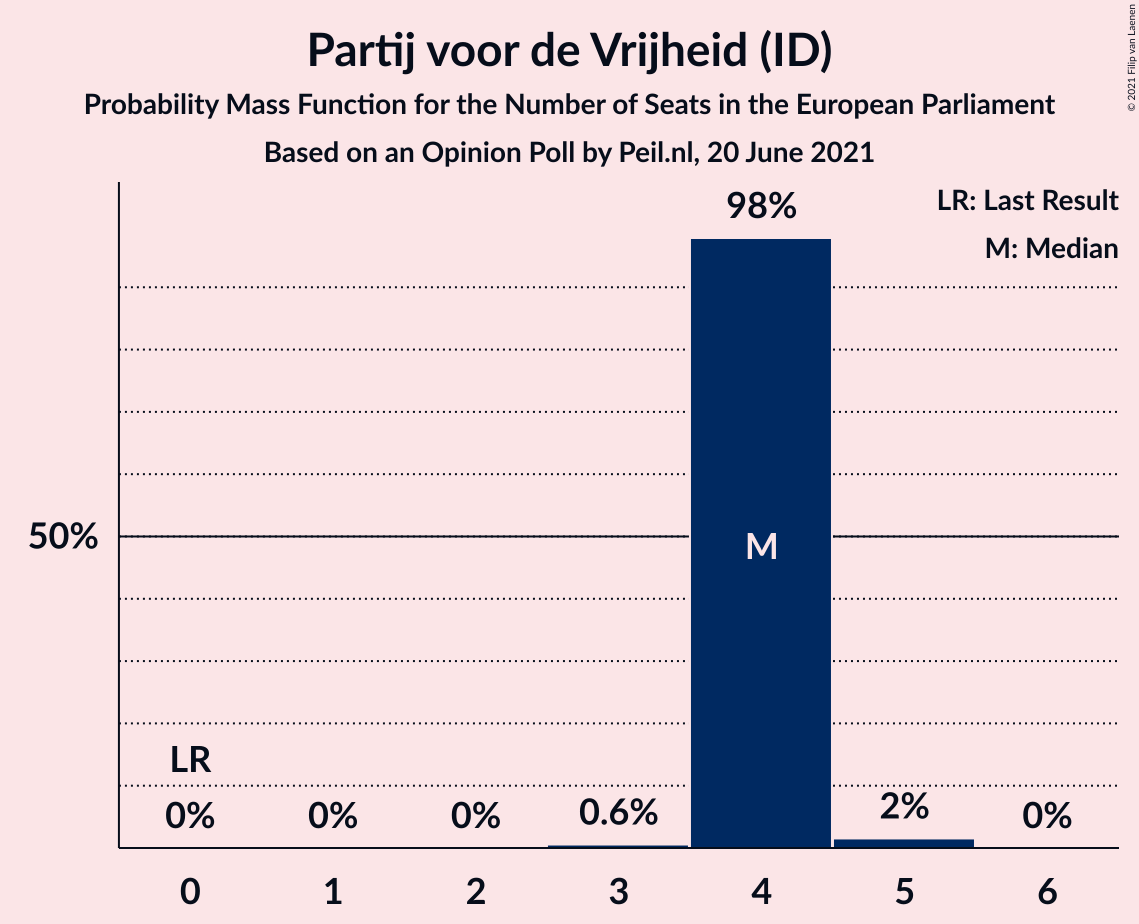 Partij voor de Vrijheid (ID)
Probability Mass Function for the Number of Seats in the European Parliament
Based on an Opinion Poll by Peil.nl, 20 June 2021
© 2021 Filip van Laenen
LR: Last Result
M: Median
98%
50%
M
LR
0% 0% 0% 0.6% 2% 0%
0 1 2 3 4 5 6